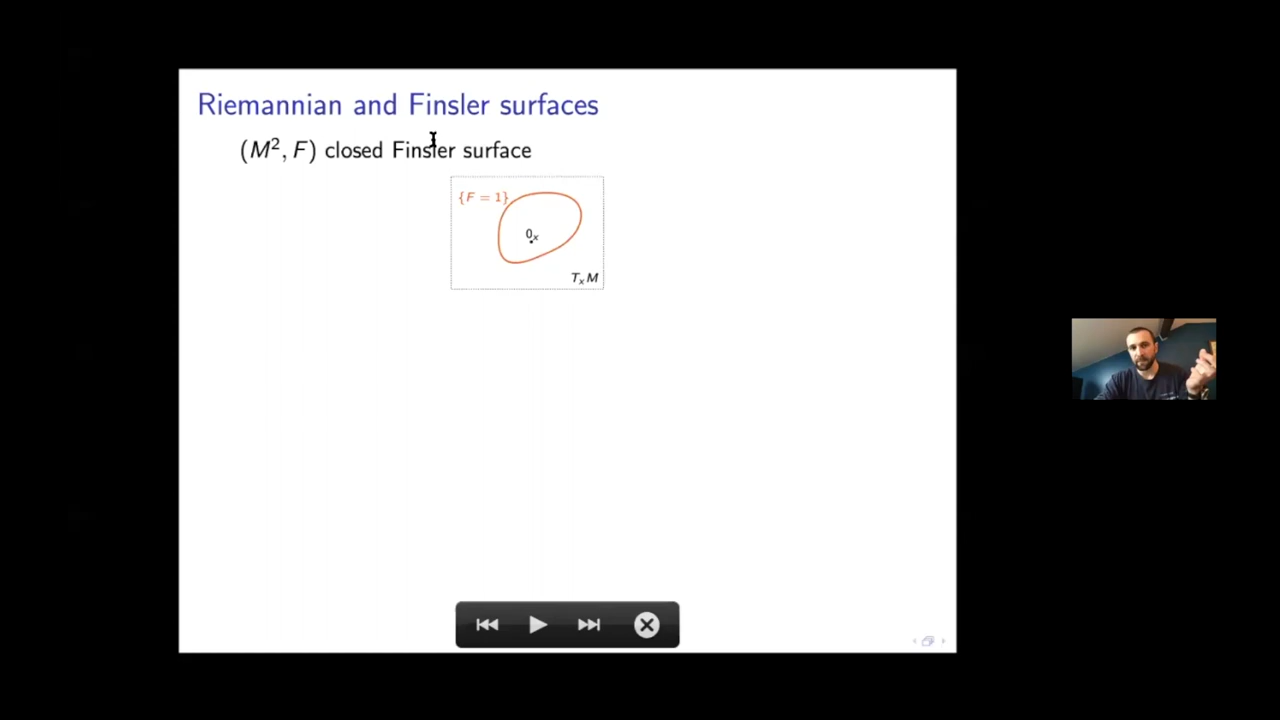 Riemannian and Finsler surfaces
(M², F) closed Finsler surface
{F = 1}
0ₓ
TₓM